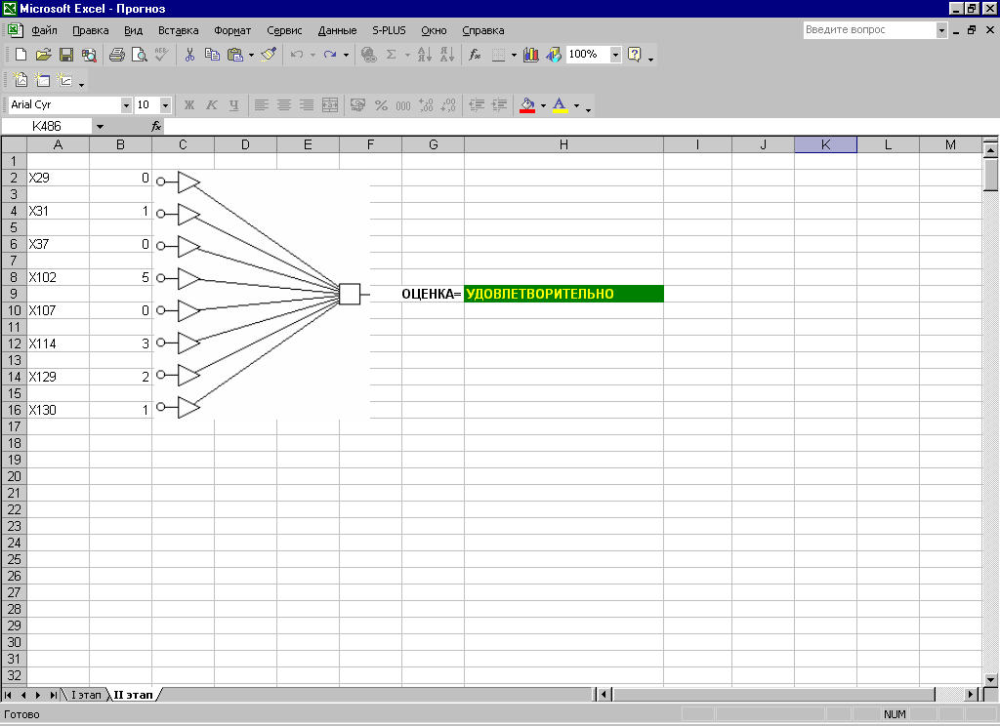 Microsoft Excel - Прогноз
Файл Правка Вид Вставка Формат Сервис Данные S-PLUS Окно Справка Введите вопрос
100%
Arial Cyr 10 Ж К Ч % 000
K486 fx
A B C D E F G H I J K L M
1
2 X29 0
3
4 X31 1
5
6 X37 0
7
8 X102 5
9 ОЦЕНКА= УДОВЛЕТВОРИТЕЛЬНО
10 X107 0
11
12 X114 3
13
14 X129 2
15
16 X130 1
17
18
19
20
21
22
23
24
25
26
27
28
29
30
31
32
I этап II этап
Готово NUM